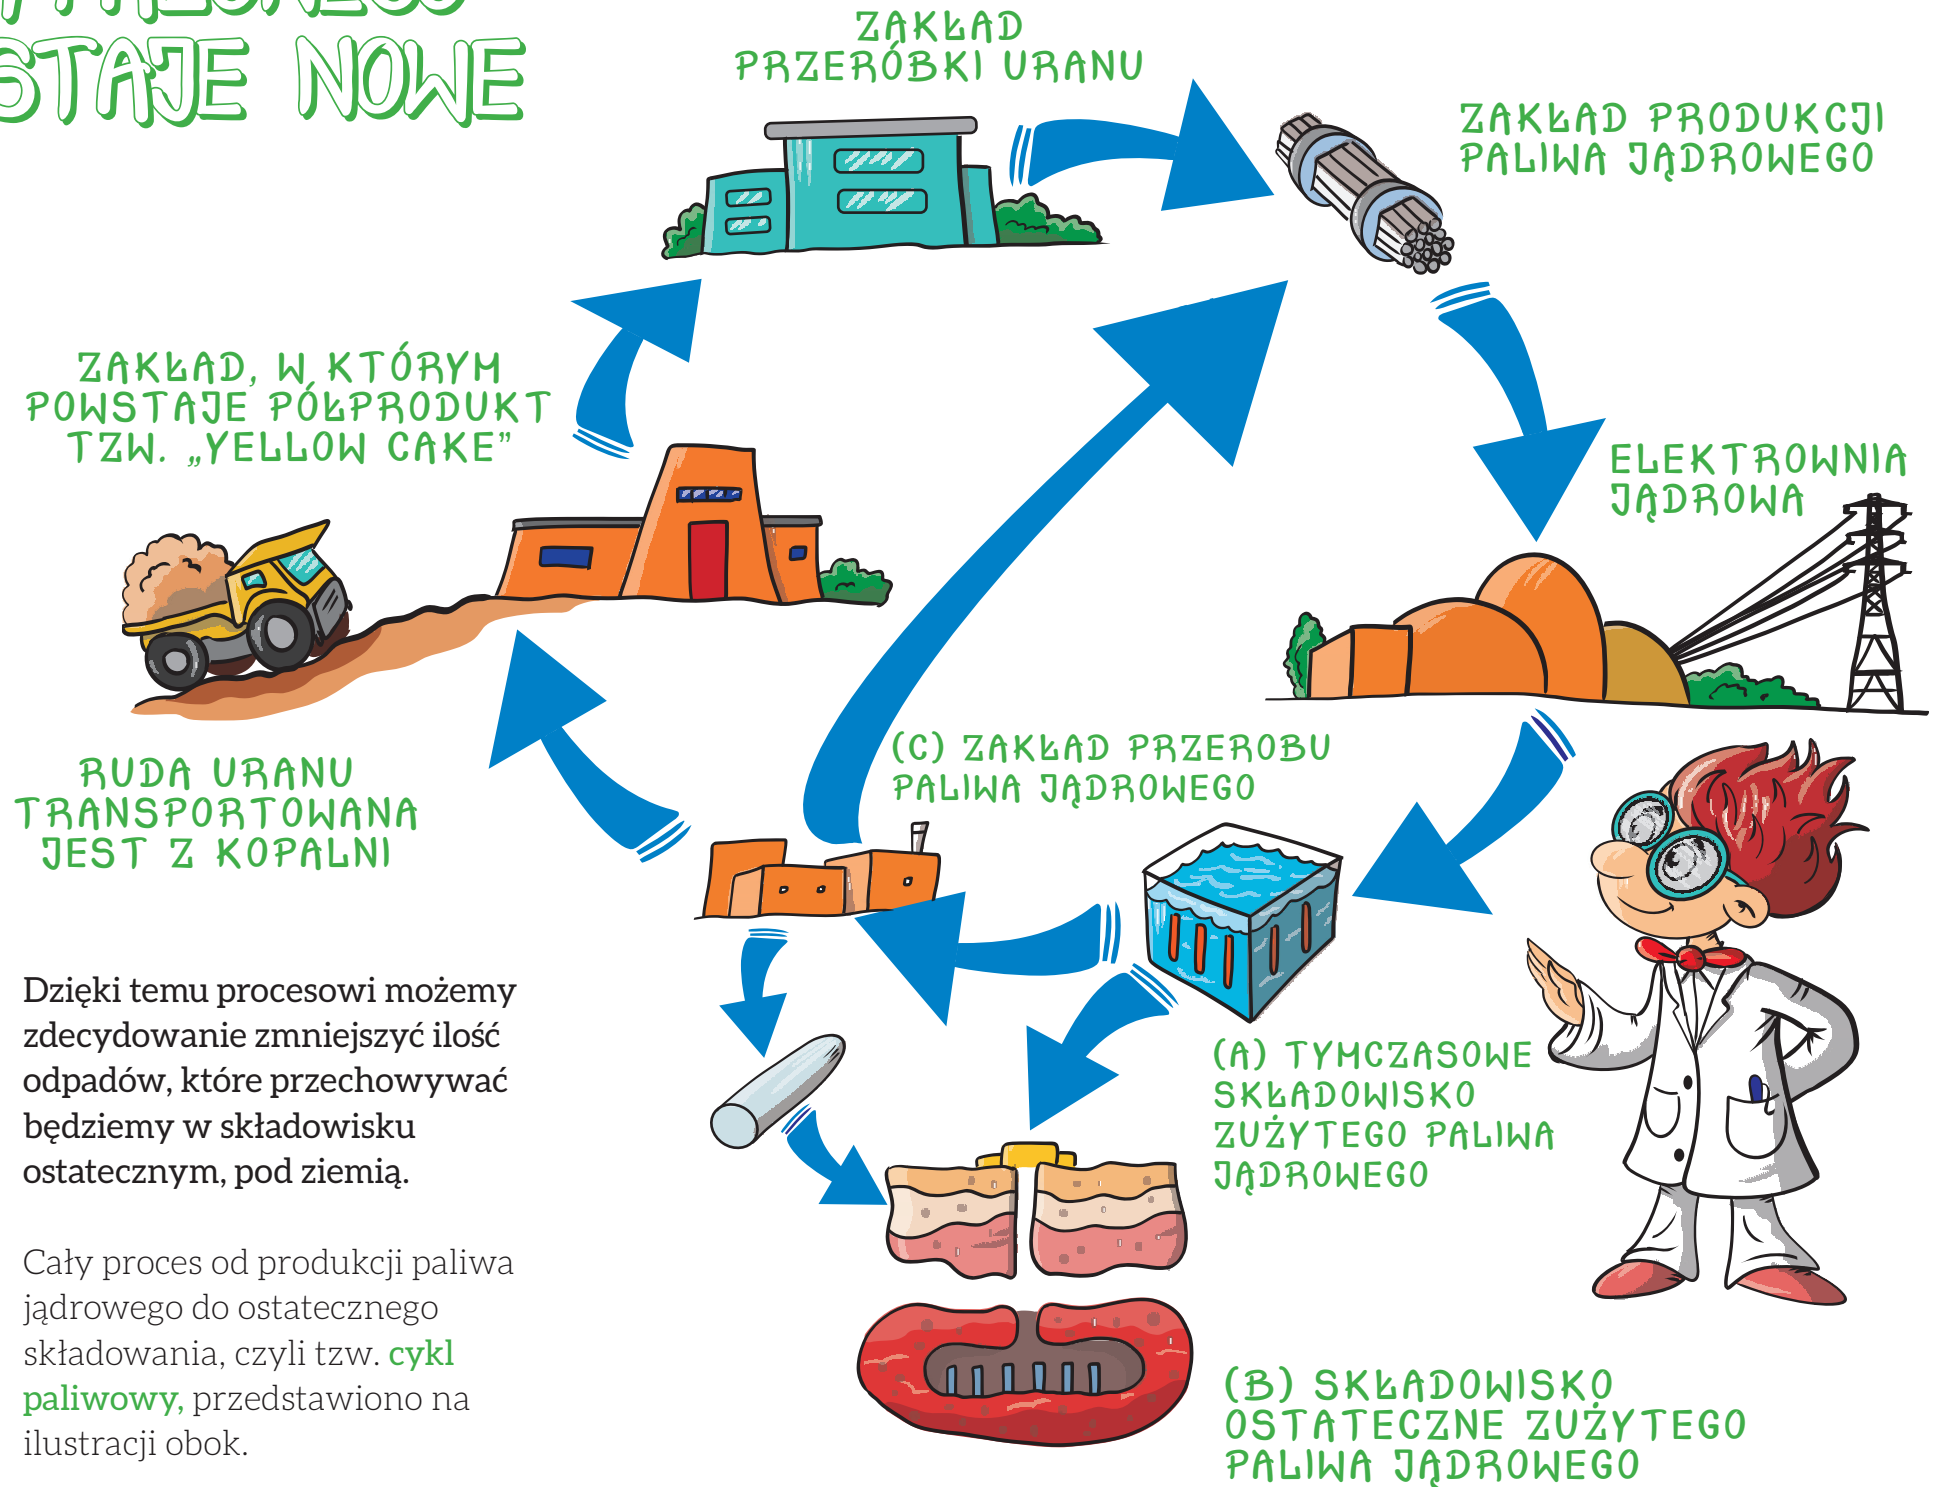 STAJE NOWE
ZAKŁAD
PRZERÓBKI URANU
ZAKŁAD PRODUKCJI
PALIWA JĄDROWEGO
ZAKŁAD, W KTÓRYM
POWSTAJE PÓŁPRODUKT
TZW. „YELLOW CAKE”
ELEKTROWNIA
JĄDROWA
RUDA URANU
TRANSPORTOWANA
JEST Z KOPALNI
(C) ZAKŁAD PRZEROBU
PALIWA JĄDROWEGO
(A) TYMCZASOWE
SKŁADOWISKO
ZUŻYTEGO PALIWA
JĄDROWEGO
(B) SKŁADOWISKO
OSTATECZNE ZUŻYTEGO
PALIWA JĄDROWEGO
Dzięki temu procesowi możemy
zdecydowanie zmniejszyć ilość
odpadów, które przechowywać
będziemy w składowisku
ostatecznym, pod ziemią.
Cały proces od produkcji paliwa
jądrowego do ostatecznego
składowania, czyli tzw. cykl
paliwowy, przedstawiono na
ilustracji obok.